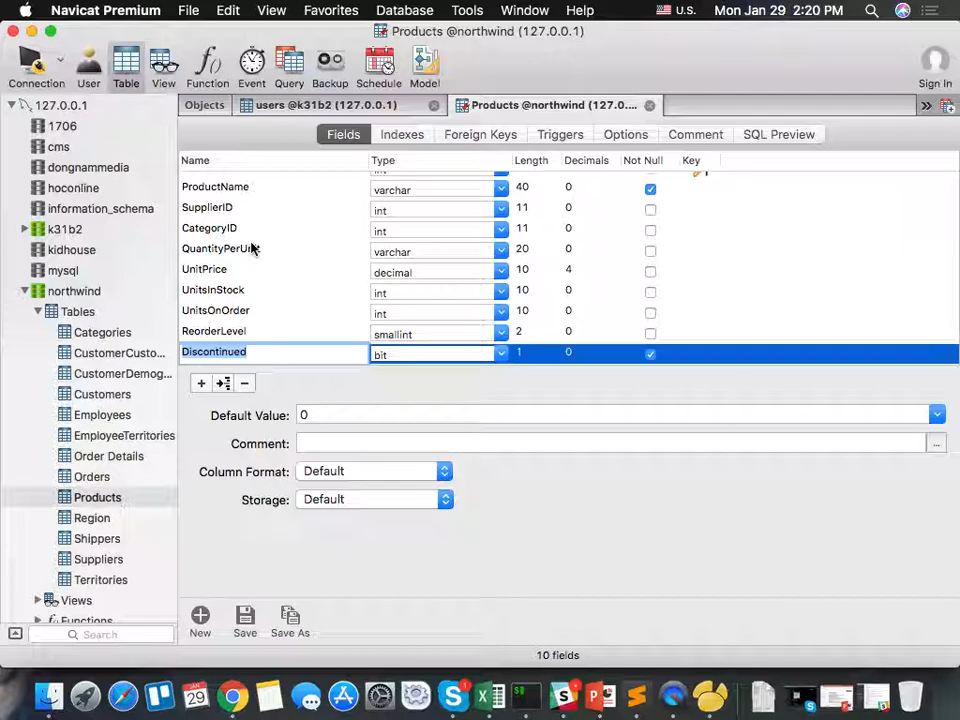 Navicat Premium File Edit View Favorites Database Tools Window Help U.S. Mon Jan 29 2:20 PM
Products @northwind (127.0.0.1)
Connection User Table View Function Event Query Backup Schedule Model Sign In
127.0.0.1
1706
cms
dongnammedia
hoconline
information_schema
k31b2
kidhouse
mysql
northwind
Tables
Categories
CustomerCusto...
CustomerDemog...
Customers
Employees
EmployeeTerritories
Order Details
Orders
Products
Region
Shippers
Suppliers
Territories
Views
Search
Objects users @k31b2 (127.0.0.1) Products @northwind (127.0.0....
Fields Indexes Foreign Keys Triggers Options Comment SQL Preview
Name Type Length Decimals Not Null Key
ProductName varchar 40 0
SupplierID int 11 0
CategoryID int 11 0
QuantityPerUnit varchar 20 0
UnitPrice decimal 10 4
UnitsInStock int 10 0
UnitsOnOrder int 10 0
ReorderLevel smallint 2 0
Discontinued bit 1 0
Default Value: 0
Comment: ...
Column Format: Default
Storage: Default
New Save Save As
10 fields